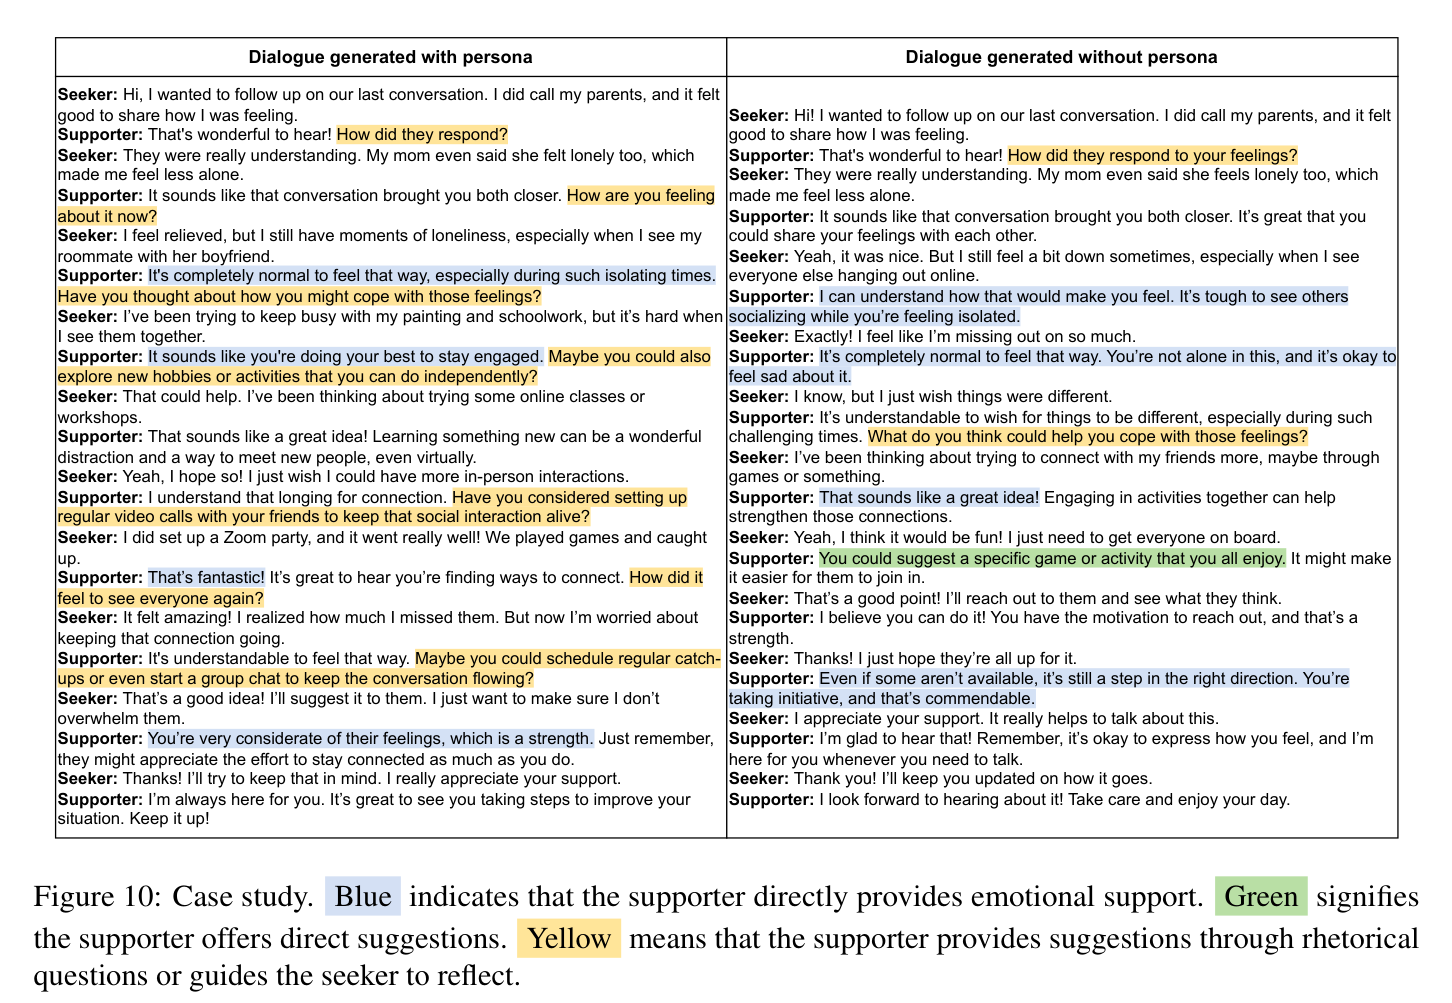 Dialogue generated with persona
Seeker: Hi, I wanted to follow up on our last conversation. I did call my parents, and it felt
good to share how I was feeling.
Supporter: That's wonderful to hear! How did they respond?
Seeker: They were really understanding. My mom even said she felt lonely too, which
made me feel less alone.
Supporter: It sounds like that conversation brought you both closer. How are you feeling
about it now?
Seeker: I feel relieved, but I still have moments of loneliness, especially when I see my
roommate with her boyfriend.
Supporter: It's completely normal to feel that way, especially during such isolating times.
Have you thought about how you might cope with those feelings?
Seeker: I've been trying to keep busy with my painting and schoolwork, but it's hard when
I see them together.
Supporter: It sounds like you're doing your best to stay engaged. Maybe you could also
explore new hobbies or activities that you can do independently?
Seeker: That could help. I've been thinking about trying some online classes or
workshops.
Supporter: That sounds like a great idea! Learning something new can be a wonderful
distraction and a way to meet new people, even virtually.
Seeker: Yeah, I hope so! I just wish I could have more in-person interactions.
Supporter: I understand that longing for connection. Have you considered setting up
regular video calls with your friends to keep that social interaction alive?
Seeker: I did set up a Zoom party, and it went really well! We played games and caught
up.
Supporter: That's fantastic! It's great to hear you're finding ways to connect. How did it
feel to see everyone again?
Seeker: It felt amazing! I realized how much I missed them. But now I'm worried about
keeping that connection going.
Supporter: It's understandable to feel that way. Maybe you could schedule regular catch-
ups or even start a group chat to keep the conversation flowing?
Seeker: That's a good idea! I'll suggest it to them. I just want to make sure I don't
overwhelm them.
Supporter: You're very considerate of their feelings, which is a strength. Just remember,
they might appreciate the effort to stay connected as much as you do.
Seeker: Thanks! I'll try to keep that in mind. I really appreciate your support.
Supporter: I'm always here for you. It's great to see you taking steps to improve your
situation. Keep it up!
Dialogue generated without persona
Seeker: Hi! I wanted to follow up on our last conversation. I did call my parents, and it felt
good to share how I was feeling.
Supporter: That's wonderful to hear! How did they respond to your feelings?
Seeker: They were really understanding. My mom even said she feels lonely too, which
made me feel less alone.
Supporter: It sounds like that conversation brought you both closer. It's great that you
could share your feelings with each other.
Seeker: Yeah, it was nice. But I still feel a bit down sometimes, especially when I see
everyone else hanging out online.
Supporter: I can understand how that would make you feel. It's tough to see others
socializing while you're feeling isolated.
Seeker: Exactly! I feel like I'm missing out on so much.
Supporter: It's completely normal to feel that way. You're not alone in this, and it's okay to
feel sad about it.
Seeker: I know, but I just wish things were different.
Supporter: It's understandable to wish for things to be different, especially during such
challenging times. What do you think could help you cope with those feelings?
Seeker: I've been thinking about trying to connect with my friends more, maybe through
games or something.
Supporter: That sounds like a great idea! Engaging in activities together can help
strengthen those connections.
Seeker: Yeah, I think it would be fun! I just need to get everyone on board.
Supporter: You could suggest a specific game or activity that you all enjoy. It might make
it easier for them to join in.
Seeker: That's a good point! I'll reach out to them and see what they think.
Supporter: I believe you can do it! You have the motivation to reach out, and that's a
strength.
Seeker: Thanks! I just hope they're all up for it.
Supporter: Even if some aren't available, it's still a step in the right direction. You're
taking initiative, and that's commendable.
Seeker: I appreciate your support. It really helps to talk about this.
Supporter: I'm glad to hear that! Remember, it's okay to express how you feel, and I'm
here for you whenever you need to talk.
Seeker: Thank you! I'll keep you updated on how it goes.
Supporter: I look forward to hearing about it! Take care and enjoy your day.
Figure 10: Case study. Blue indicates that the supporter directly provides emotional support. Green signifies
the supporter offers direct suggestions. Yellow means that the supporter provides suggestions through rhetorical
questions or guides the seeker to reflect.